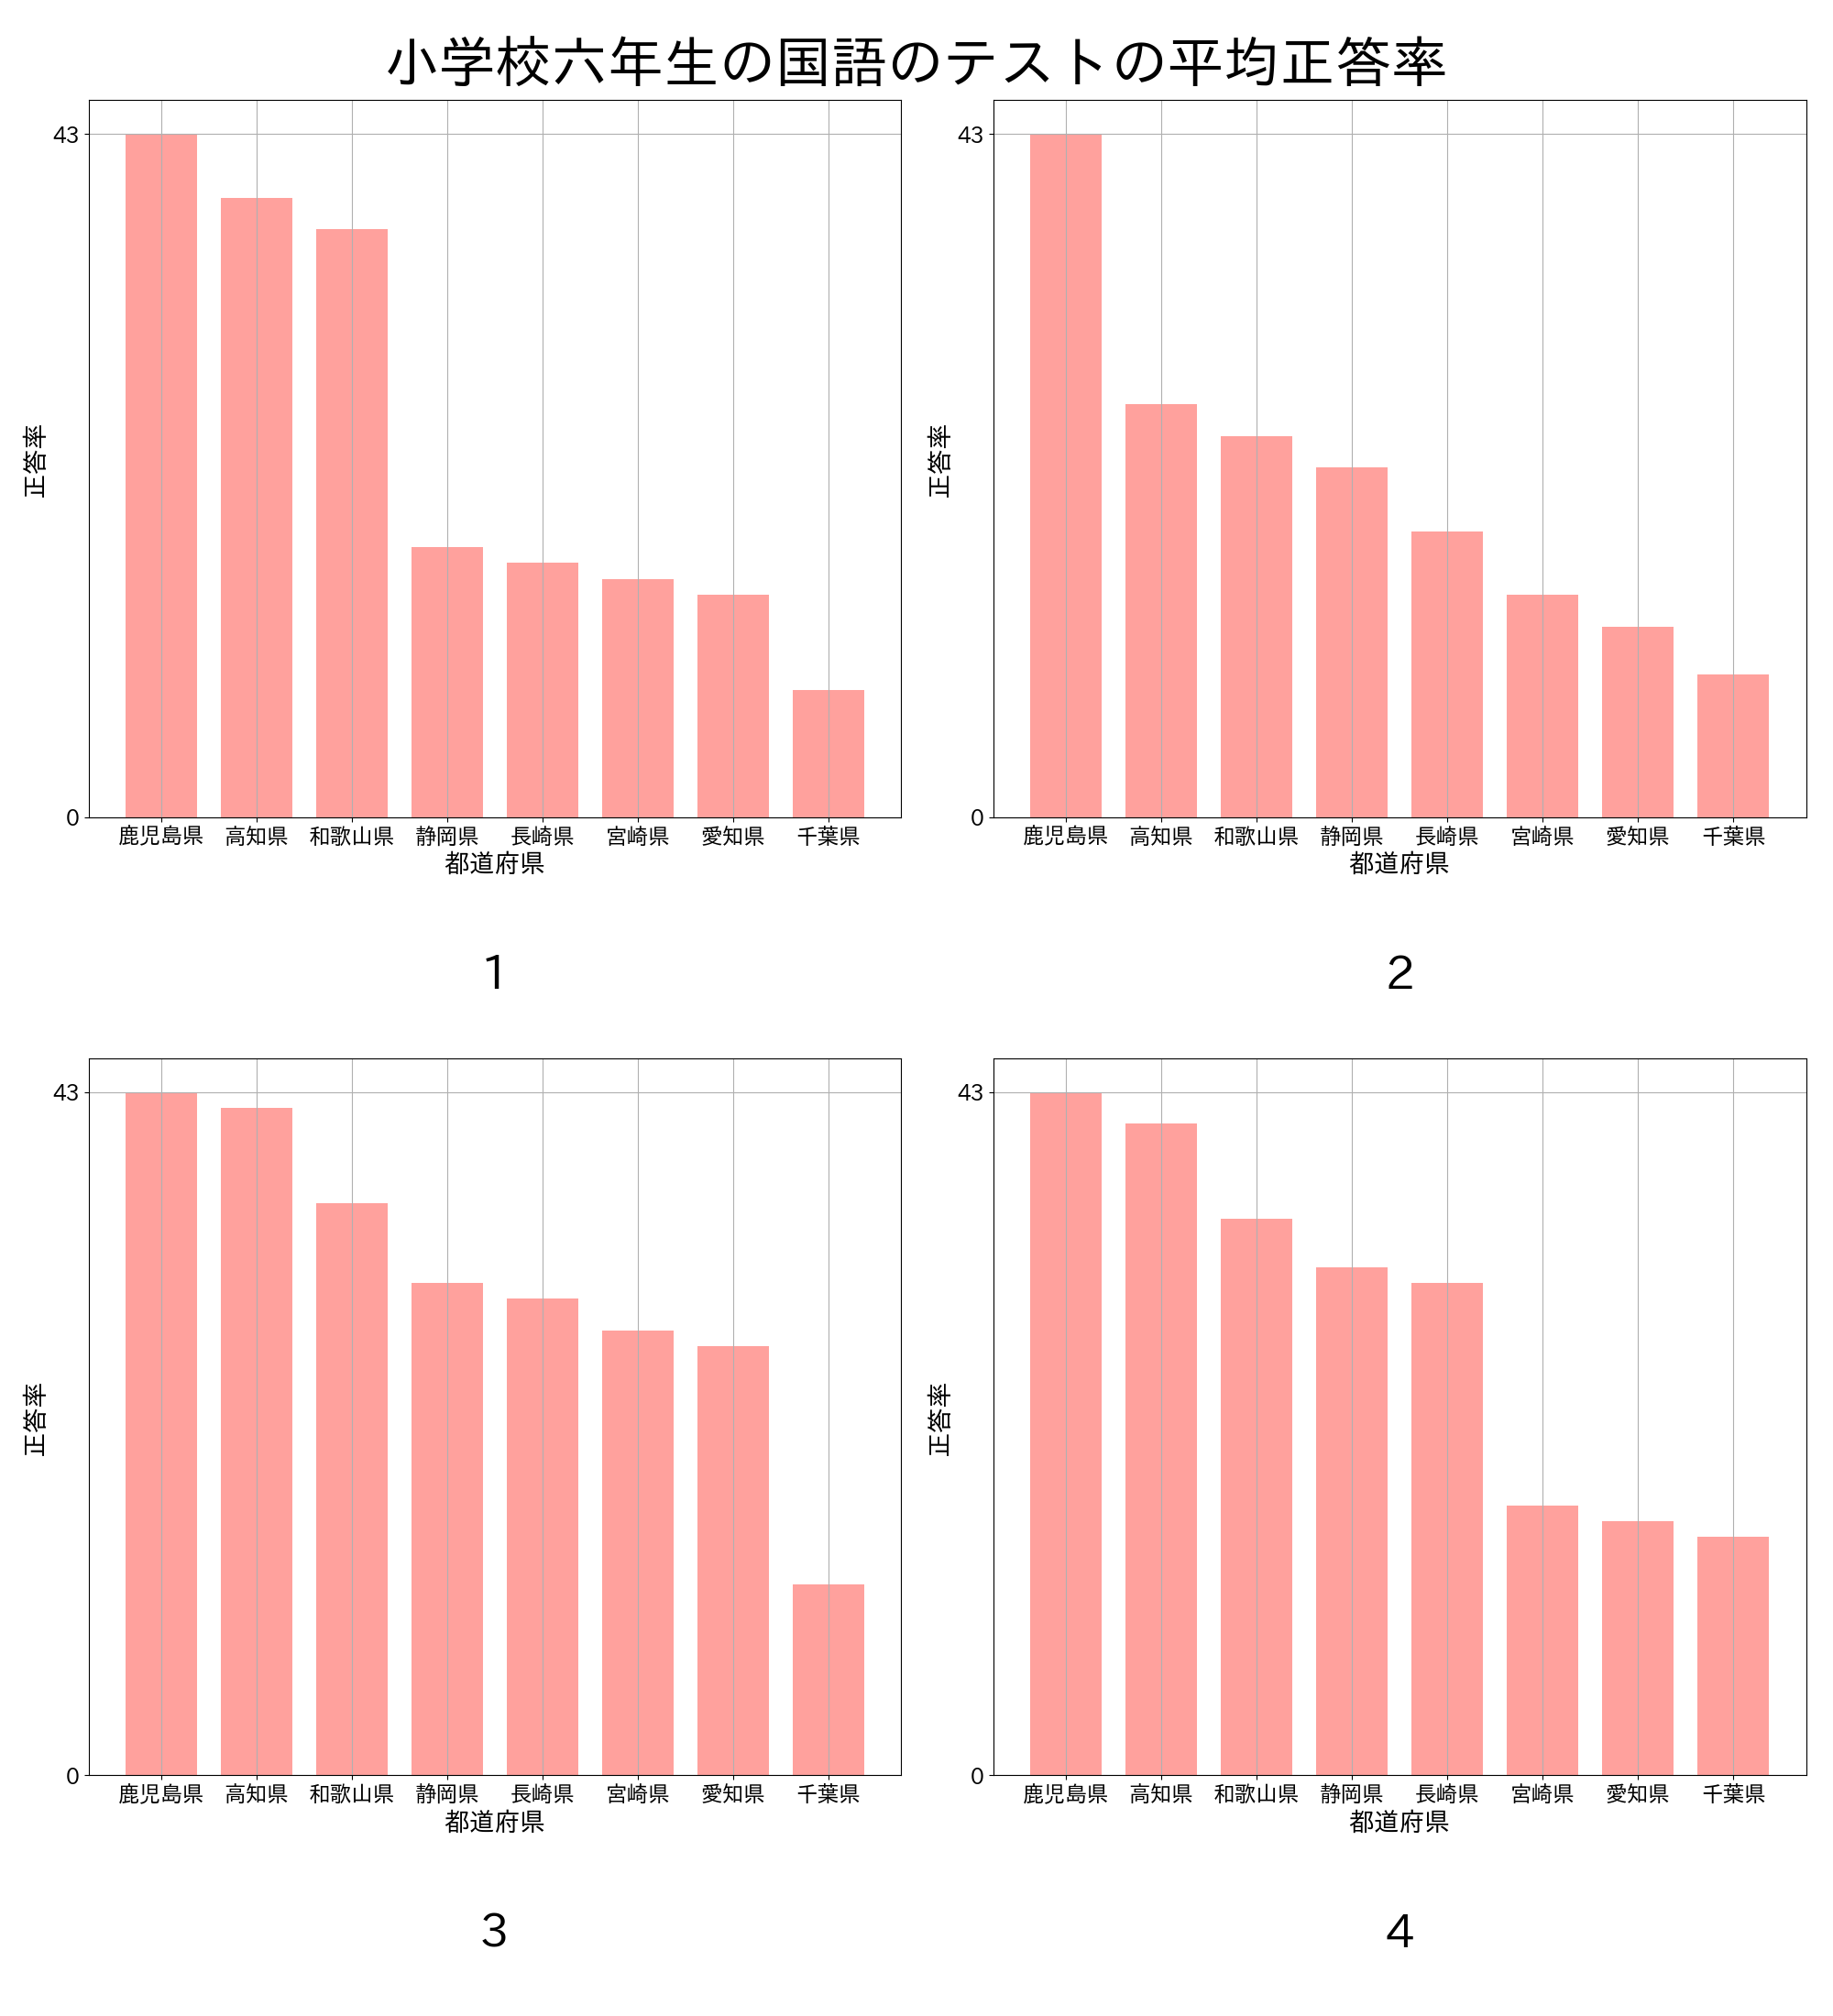 小学校六年生の国語のテストの平均正答率
43
正答率
0
鹿児島県 高知県 和歌山県 静岡県 長崎県 宮崎県 愛知県 千葉県
都道府県
1
43
正答率
0
鹿児島県 高知県 和歌山県 静岡県 長崎県 宮崎県 愛知県 千葉県
都道府県
2
43
正答率
0
鹿児島県 高知県 和歌山県 静岡県 長崎県 宮崎県 愛知県 千葉県
都道府県
3
43
正答率
0
鹿児島県 高知県 和歌山県 静岡県 長崎県 宮崎県 愛知県 千葉県
都道府県
4